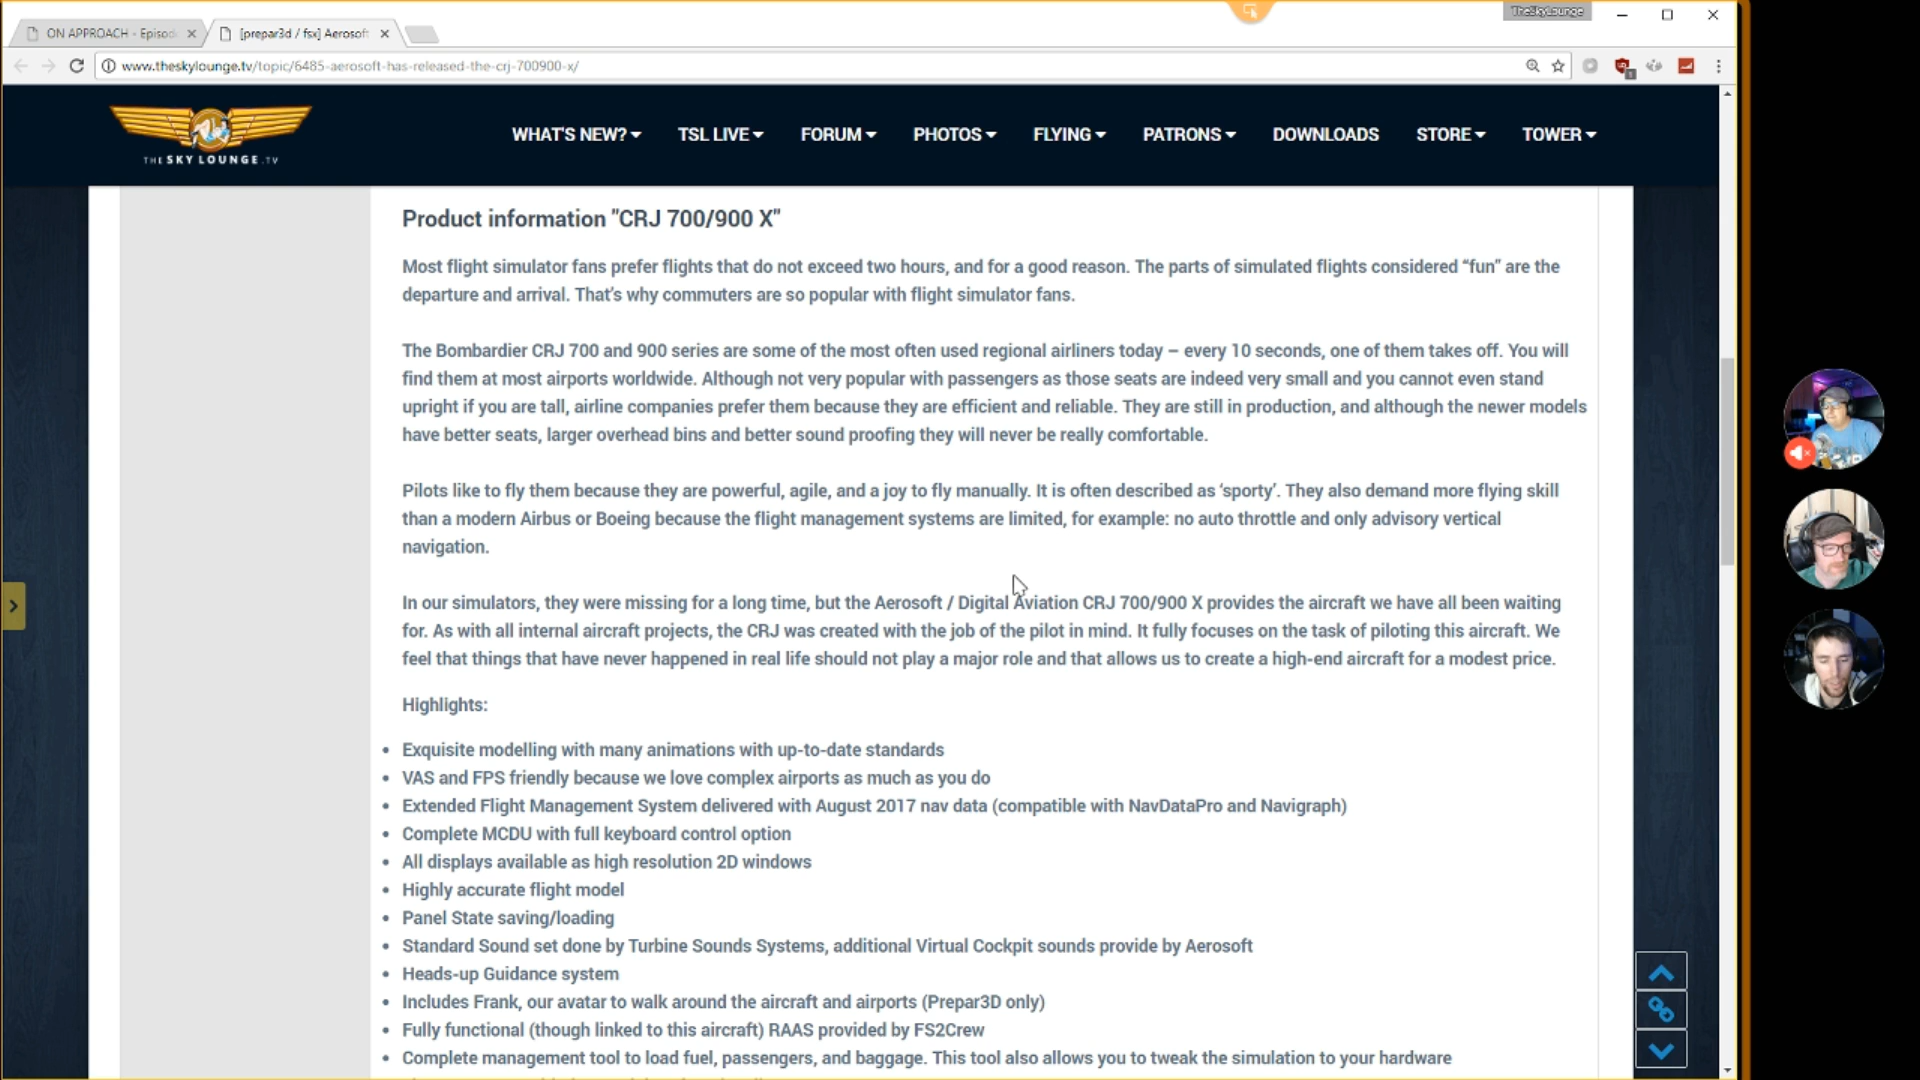 TheSkyLounge
ON APPROACH - Episod
[prepar3d / fsx] Aerosoft
www.theskylounge.tv/topic/6485-aerosoft-has-released-the-crj-700900-x/
THE SKY LOUNGE .TV
WHAT'S NEW? TSL LIVE FORUM PHOTOS FLYING PATRONS DOWNLOADS STORE TOWER
Product information "CRJ 700/900 X"
Most flight simulator fans prefer flights that do not exceed two hours, and for a good reason. The parts of simulated flights considered “fun” are the
departure and arrival. That's why commuters are so popular with flight simulator fans.
The Bombardier CRJ 700 and 900 series are some of the most often used regional airliners today – every 10 seconds, one of them takes off. You will
find them at most airports worldwide. Although not very popular with passengers as those seats are indeed very small and you cannot even stand
upright if you are tall, airline companies prefer them because they are efficient and reliable. They are still in production, and although the newer models
have better seats, larger overhead bins and better sound proofing they will never be really comfortable.
Pilots like to fly them because they are powerful, agile, and a joy to fly manually. It is often described as ‘sporty’. They also demand more flying skill
than a modern Airbus or Boeing because the flight management systems are limited, for example: no auto throttle and only advisory vertical
navigation.
In our simulators, they were missing for a long time, but the Aerosoft / Digital Aviation CRJ 700/900 X provides the aircraft we have all been waiting
for. As with all internal aircraft projects, the CRJ was created with the job of the pilot in mind. It fully focuses on the task of piloting this aircraft. We
feel that things that have never happened in real life should not play a major role and that allows us to create a high-end aircraft for a modest price.
Highlights:
• Exquisite modelling with many animations with up-to-date standards
• VAS and FPS friendly because we love complex airports as much as you do
• Extended Flight Management System delivered with August 2017 nav data (compatible with NavDataPro and Navigraph)
• Complete MCDU with full keyboard control option
• All displays available as high resolution 2D windows
• Highly accurate flight model
• Panel State saving/loading
• Standard Sound set done by Turbine Sounds Systems, additional Virtual Cockpit sounds provide by Aerosoft
• Heads-up Guidance system
• Includes Frank, our avatar to walk around the aircraft and airports (Prepar3D only)
• Fully functional (though linked to this aircraft) RAAS provided by FS2Crew
• Complete management tool to load fuel, passengers, and baggage. This tool also allows you to tweak the simulation to your hardware